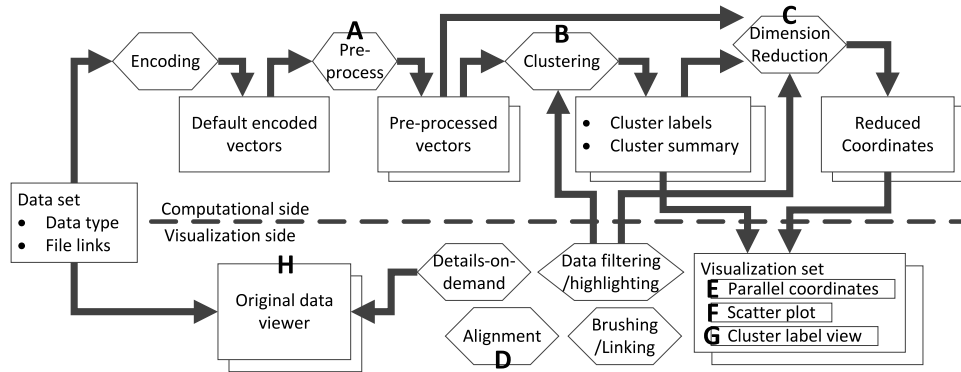 A
Pre-
process
B
Clustering
C
Dimension
Reduction
Encoding
Default encoded
vectors
Pre-processed
vectors
• Cluster labels
• Cluster summary
Reduced
Coordinates
Data set
• Data type
• File links
Computational side
Visualization side
H
Original data
viewer
Details-on-
demand
Data filtering
/highlighting
Alignment
D
Brushing
/Linking
Visualization set
E Parallel coordinates
F Scatter plot
G Cluster label view